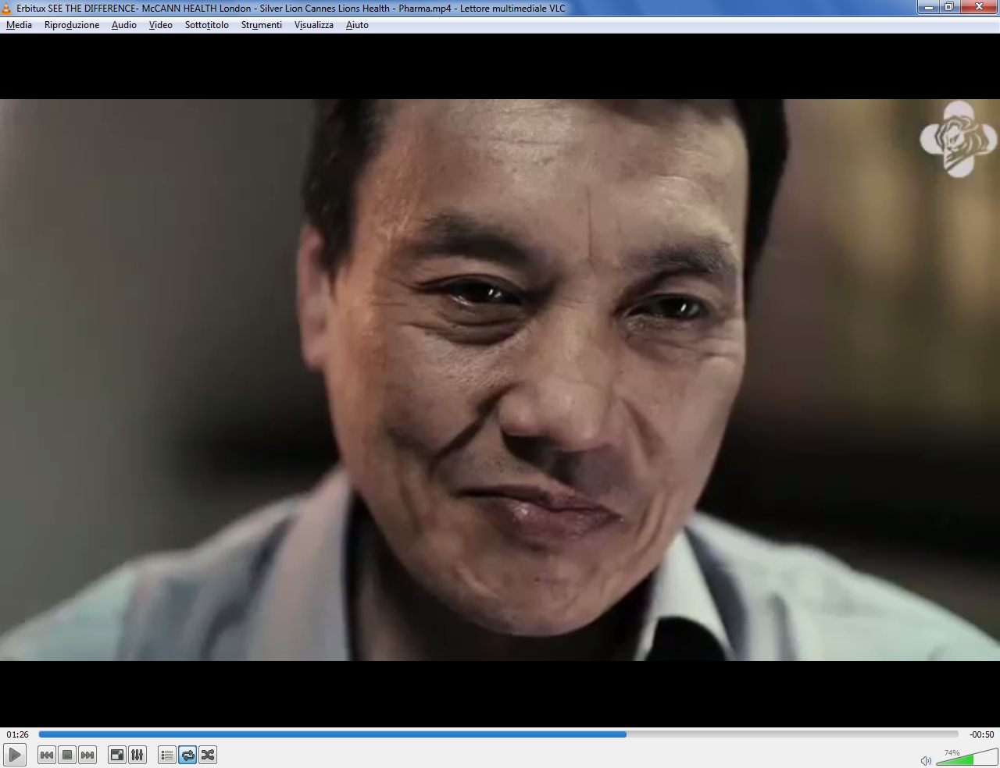 Erbitux SEE THE DIFFERENCE- McCANN HEALTH London - Silver Lion Cannes Lions Health - Pharma.mp4 - Lettore multimediale VLC
Media Riproduzione Audio Video Sottotitolo Strumenti Visualizza Aiuto
01:26 -00:50
74%